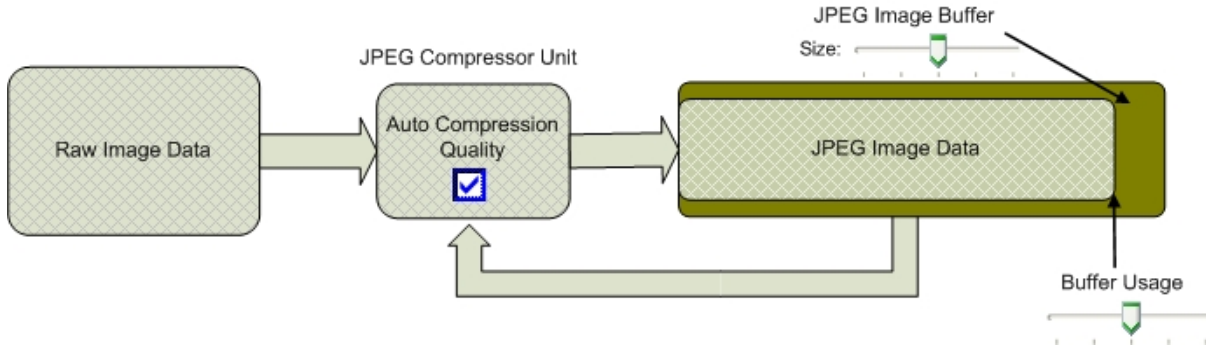 JPEG Image Buffer
Size:
JPEG Compressor Unit
Raw Image Data
Auto Compression
Quality
JPEG Image Data
Buffer Usage